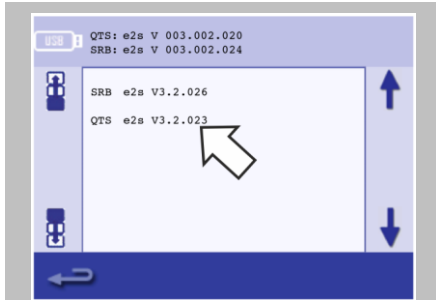 USB
QTS: e2s V 003.002.020
SRB: e2s V 003.002.024
SRB e2s V3.2.026
QTS e2s V3.2.023